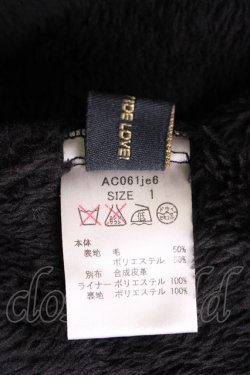 IDE LOVE!
AC061je6
SIZE 1
本体
表地 毛 50%
ポリエステル 50%
別布 合成皮革
ライナー ポリエステル 100%
裏地 ポリエステル 100%